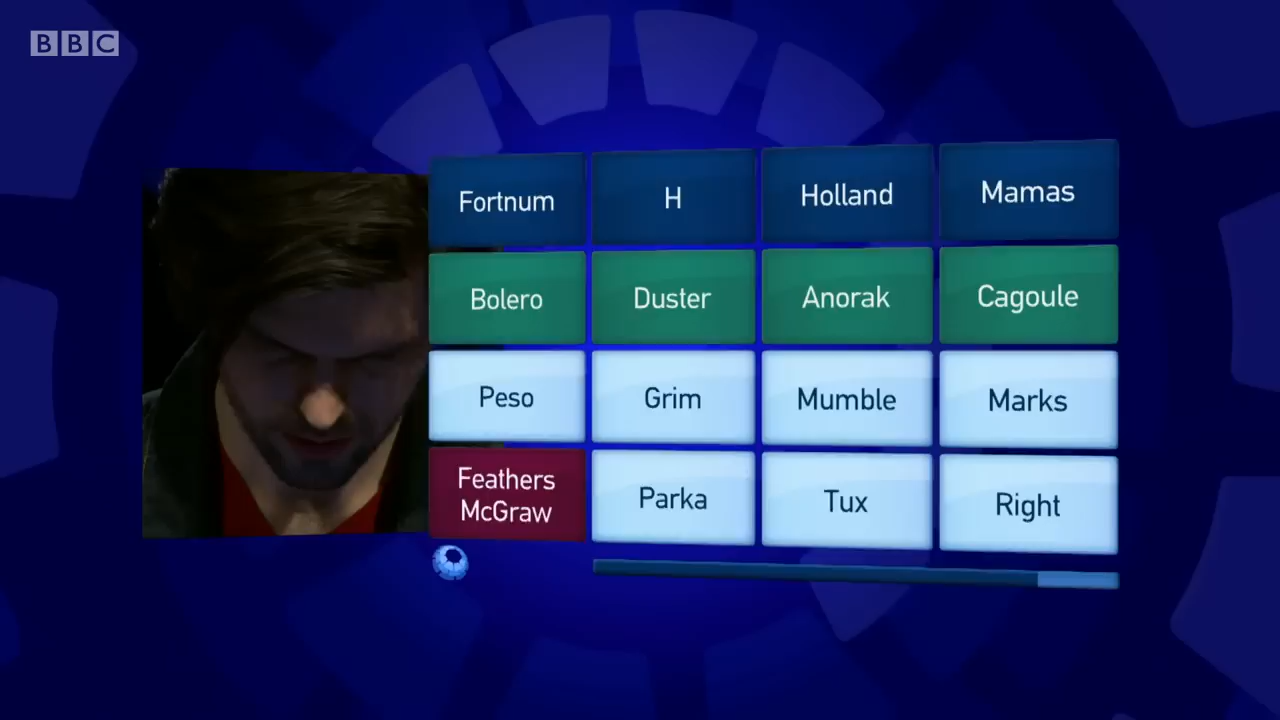 BBC
Fortnum
H
Holland
Mamas
Bolero
Duster
Anorak
Cagoule
Peso
Grim
Mumble
Marks
Feathers
McGraw
Parka
Tux
Right